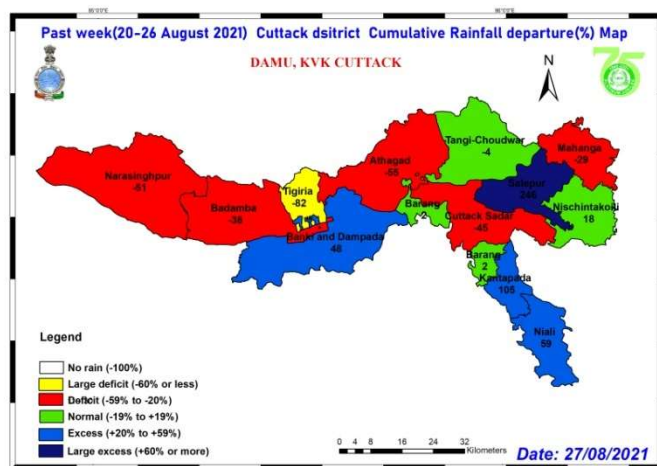 Past week(20-26 August 2021) Cuttack dsitrict Cumulative Rainfall departure(%) Map
DAMU, KVK CUTTACK
75
N
Tangi-Choudwar
-4
Mahanga
-29
Athagad
-55
Narasinghpur
Tigiria
-82
Salepur
246
Badamba
-38
Barang
2
Nischintakoili
18
Cuttack Sadar
-45
Banki and Dampada
48
Barang
2
Kantapada
108
Niali
59
Legend
No rain (-100%)
Large deficit (-60% or less)
Deficit (-59% to -20%)
Normal (-19% to +19%)
Excess (+20% to +59%)
Large excess (+60% or more)
0 4 8 16 24 32
Kilometers
Date: 27/08/2021